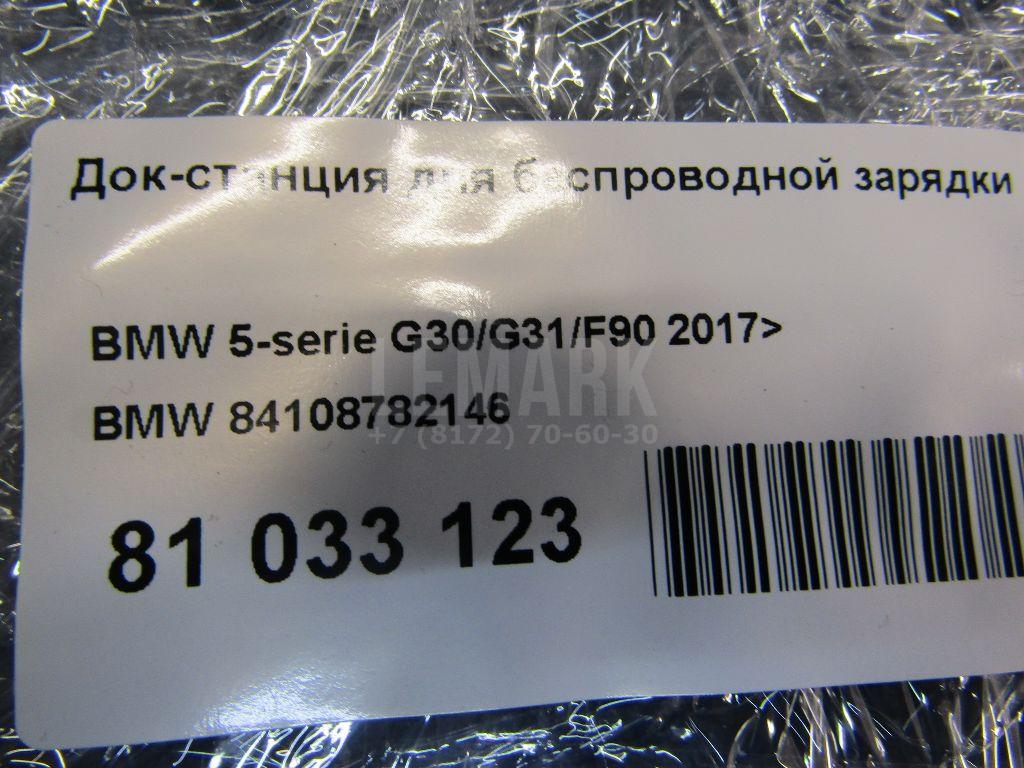 Док-станция для беспроводной зарядки
BMW 5-serie G30/G31/F90 2017>
LEMARK
BMW 84108782146
+7 (8172) 70-60-30
81 033 123